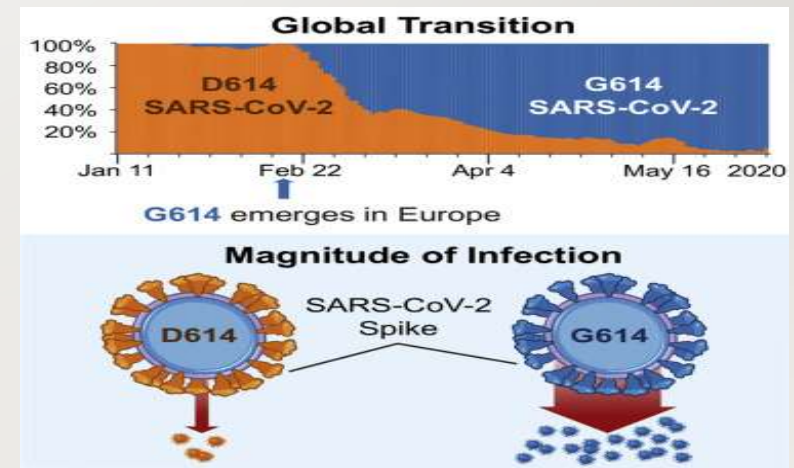 Global Transition
100%
80%
60%
40%
20%
D614
SARS-CoV-2
G614
SARS-CoV-2
Jan 11 Feb 22 Apr 4 May 16 2020
G614 emerges in Europe
Magnitude of Infection
SARS-CoV-2
Spike
D614
G614